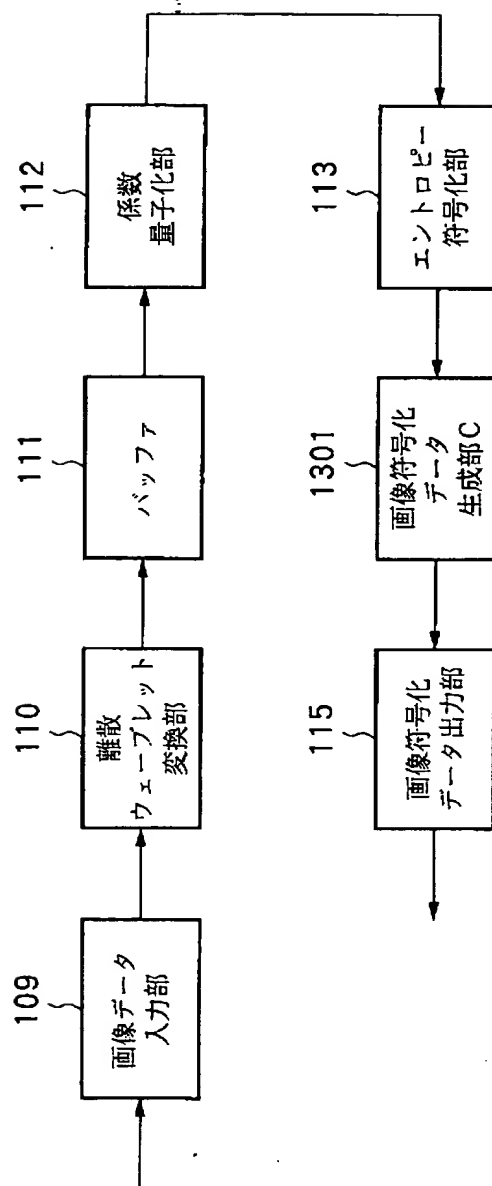 109
画像データ
入力部
110
離散
ウェーブレット
変換部
111
バッファ
112
係数
量子化部
113
エントロピー
符号化部
1301
画像符号化
データ
生成部C
115
画像符号化
データ出力部